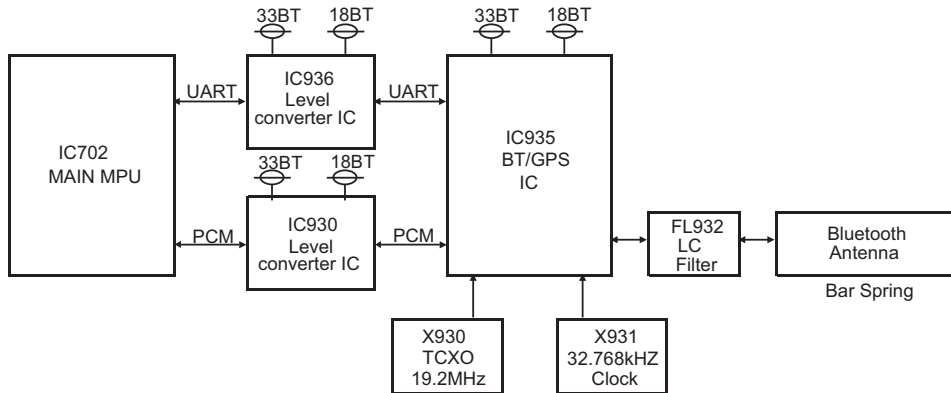 33BT 18BT 33BT 18BT
IC936
Level
converter IC
UART UART
IC702
MAIN MPU
IC935
BT/GPS
IC
33BT 18BT
IC930
Level
converter IC
PCM PCM
FL932
LC
Filter
Bluetooth
Antenna
Bar Spring
X930
TCXO
19.2MHz
X931
32.768kHZ
Clock